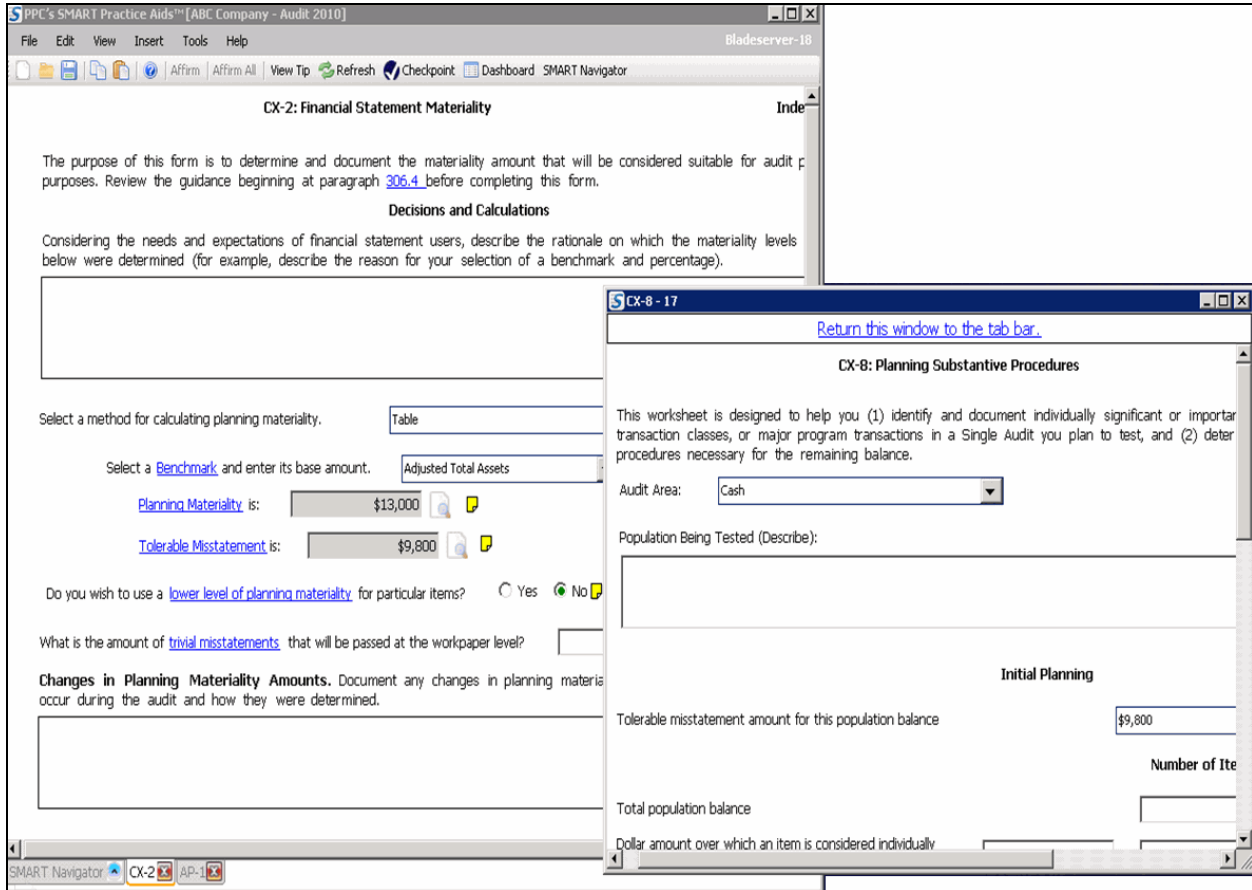 PPC's SMART Practice Aids™ [ABC Company - Audit 2010]
File Edit View Insert Tools Help Bladeserver-18
Affirm Affirm All View Tip Refresh Checkpoint Dashboard SMART Navigator
CX-2: Financial Statement Materiality Inde
The purpose of this form is to determine and document the materiality amount that will be considered suitable for audit p
purposes. Review the guidance beginning at paragraph 306.4 before completing this form.
Decisions and Calculations
Considering the needs and expectations of financial statement users, describe the rationale on which the materiality levels
below were determined (for example, describe the reason for your selection of a benchmark and percentage).
Select a method for calculating planning materiality. Table
Select a Benchmark and enter its base amount. Adjusted Total Assets
Planning Materiality is: $13,000
Tolerable Misstatement is: $9,800
Do you wish to use a lower level of planning materiality for particular items? Yes No
What is the amount of trivial misstatements that will be passed at the workpaper level?
Changes in Planning Materiality Amounts. Document any changes in planning materia
occur during the audit and how they were determined.
SMART Navigator CX-2 AP-1
CX-8 - 17
Return this window to the tab bar.
CX-8: Planning Substantive Procedures
This worksheet is designed to help you (1) identify and document individually significant or importar
transaction classes, or major program transactions in a Single Audit you plan to test, and (2) deter
procedures necessary for the remaining balance.
Audit Area: Cash
Population Being Tested (Describe):
Initial Planning
Tolerable misstatement amount for this population balance $9,800
Number of Ite
Total population balance
Dollar amount over which an item is considered individually